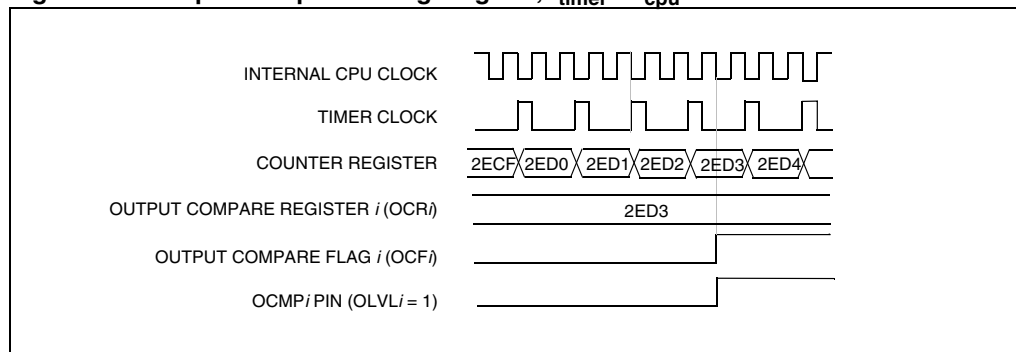 INTERNAL CPU CLOCK
TIMER CLOCK
COUNTER REGISTER 2ECF 2ED0 2ED1 2ED2 2ED3 2ED4
OUTPUT COMPARE REGISTER i (OCRi) 2ED3
OUTPUT COMPARE FLAG i (OCFi)
OCMPi PIN (OLVLi = 1)